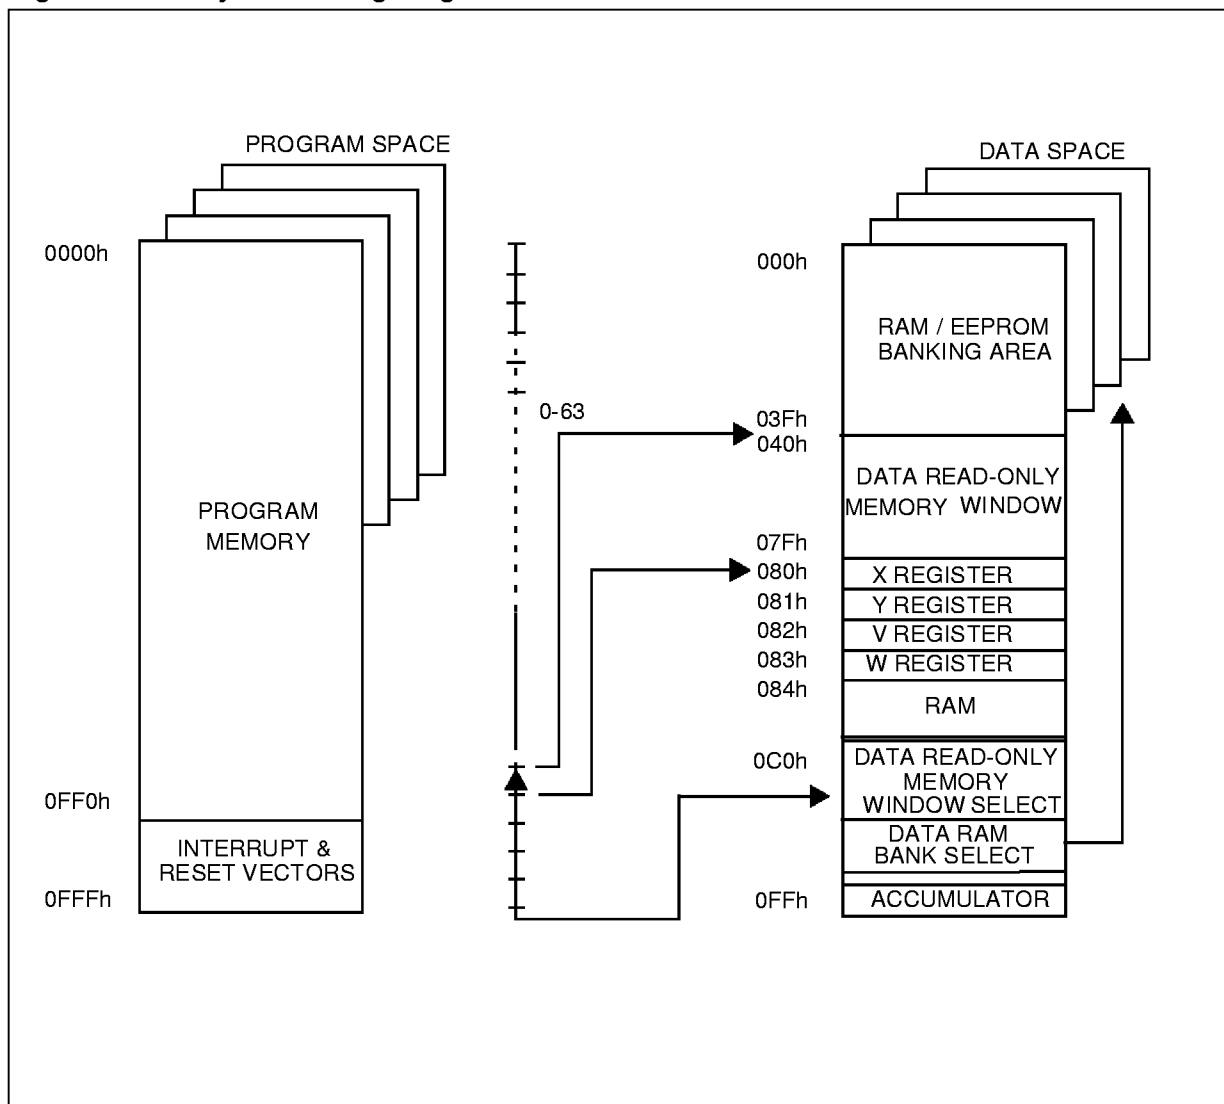 PROGRAM SPACE
0000h
PROGRAM
MEMORY
0FF0h
INTERRUPT &
RESET VECTORS
0FFFh
0-63
DATA SPACE
000h
RAM / EEPROM
BANKING AREA
03Fh
040h
DATA READ-ONLY
MEMORY WINDOW
07Fh
080h
X REGISTER
081h
Y REGISTER
082h
V REGISTER
083h
W REGISTER
084h
RAM
0C0h
DATA READ-ONLY
MEMORY
WINDOW SELECT
DATA RAM
BANK SELECT
0FFh
ACCUMULATOR